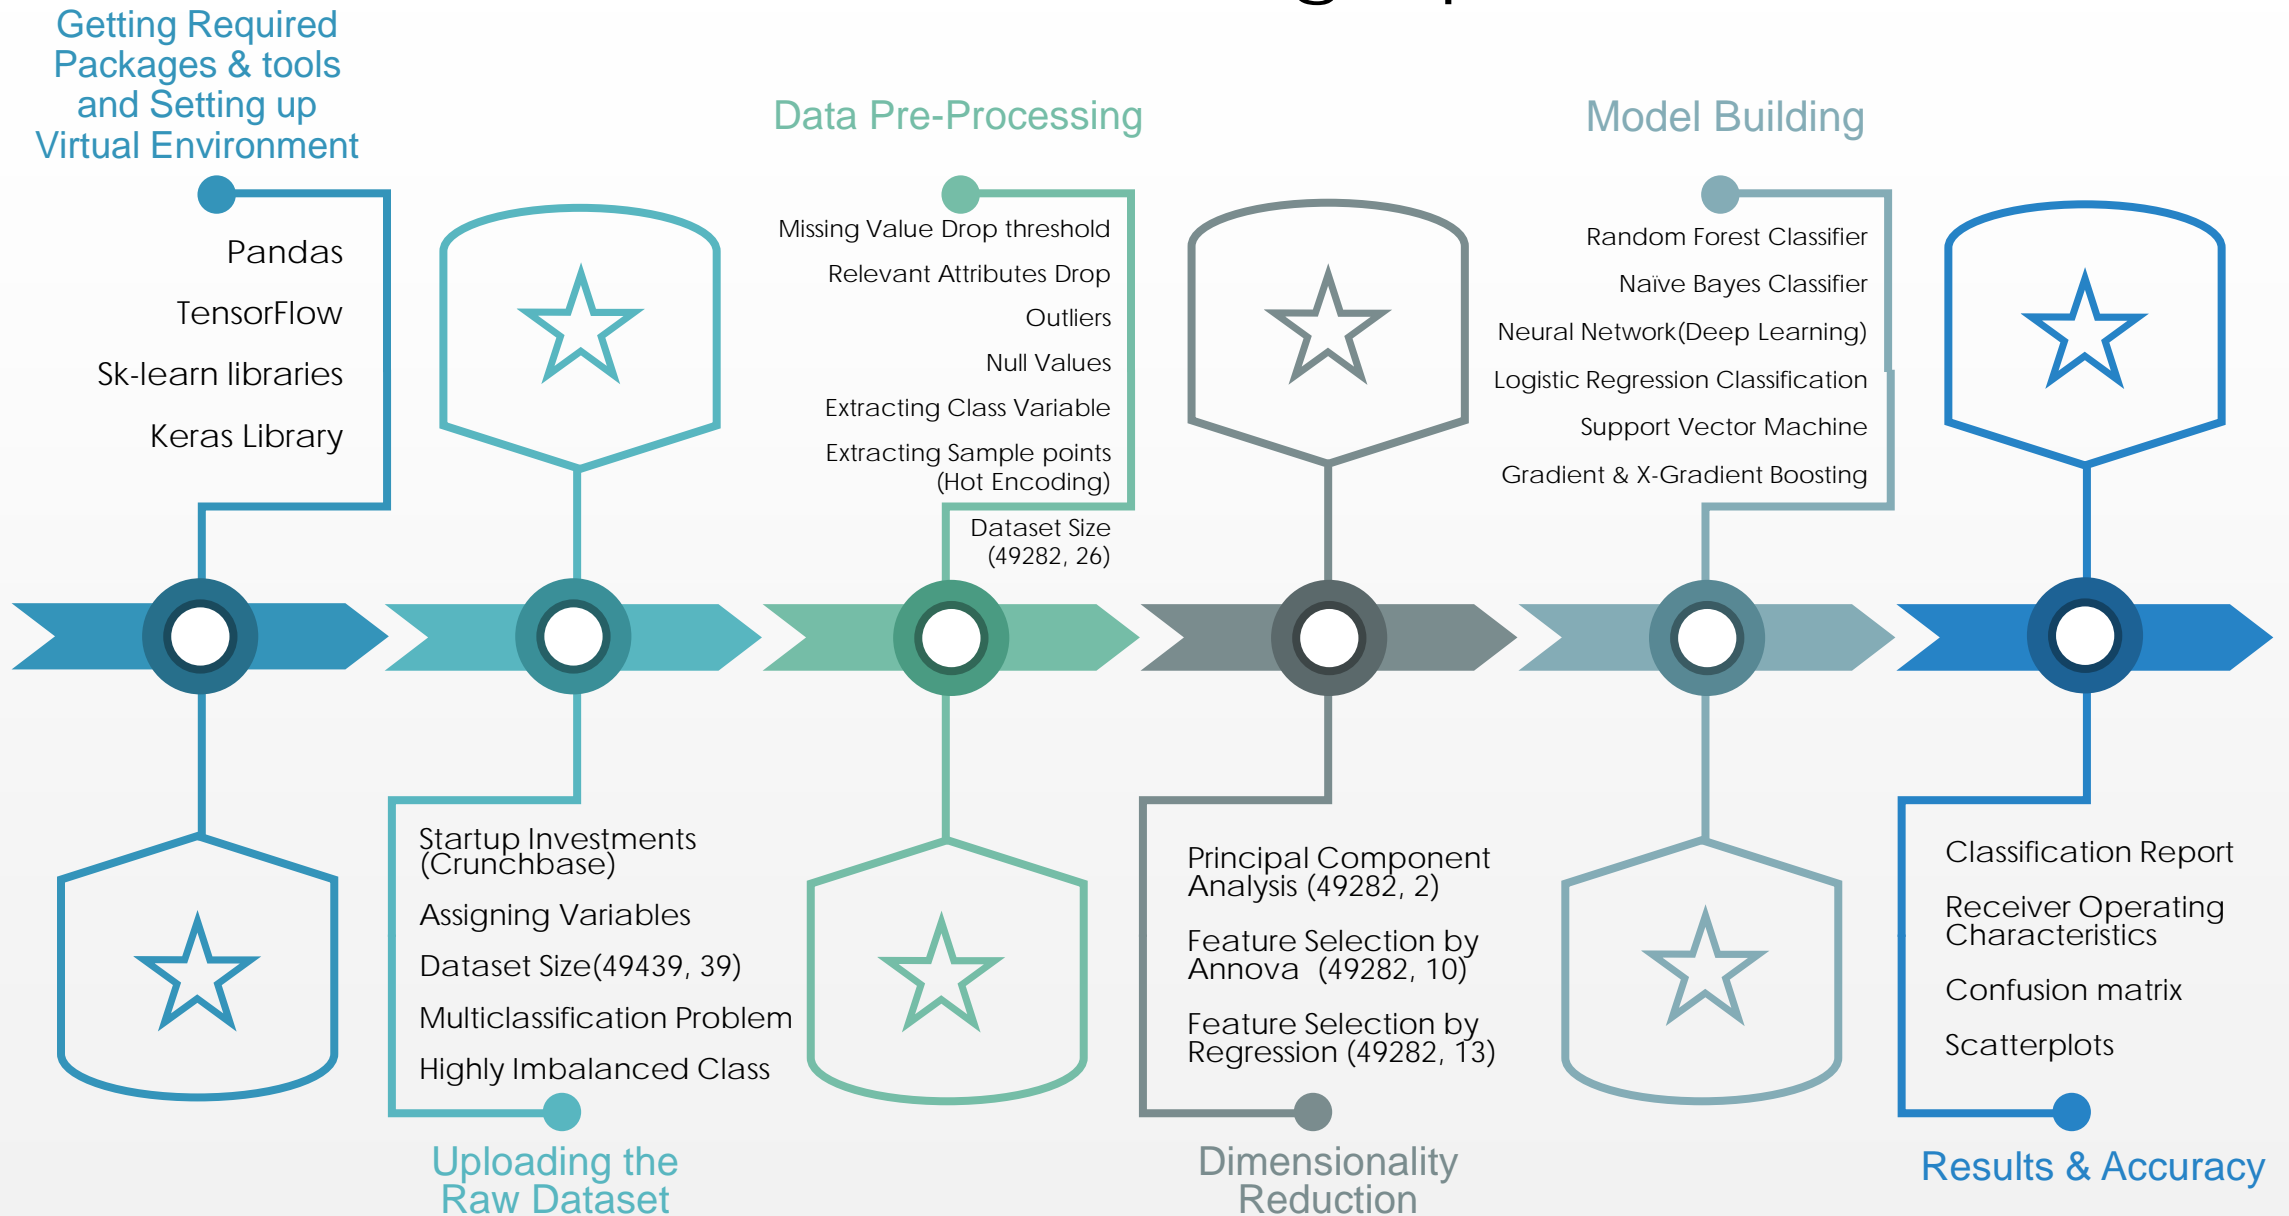 Getting Required
Packages & tools
and Setting up
Virtual Environment
Pandas
TensorFlow
Sk-learn libraries
Keras Library
Startup Investments
(Crunchbase)
Assigning Variables
Dataset Size(49439, 39)
Multiclassification Problem
Highly Imbalanced Class
Uploading the
Raw Dataset
Data Pre-Processing
Missing Value Drop threshold
Relevant Attributes Drop
Outliers
Null Values
Extracting Class Variable
Extracting Sample points
(Hot Encoding)
Dataset Size
(49282, 26)
Principal Component
Analysis (49282, 2)
Feature Selection by
Annova (49282, 10)
Feature Selection by
Regression (49282, 13)
Dimensionality
Reduction
Model Building
Random Forest Classifier
Naïve Bayes Classifier
Neural Network(Deep Learning)
Logistic Regression Classification
Support Vector Machine
Gradient & X-Gradient Boosting
Classification Report
Receiver Operating
Characteristics
Confusion matrix
Scatterplots
Results & Accuracy